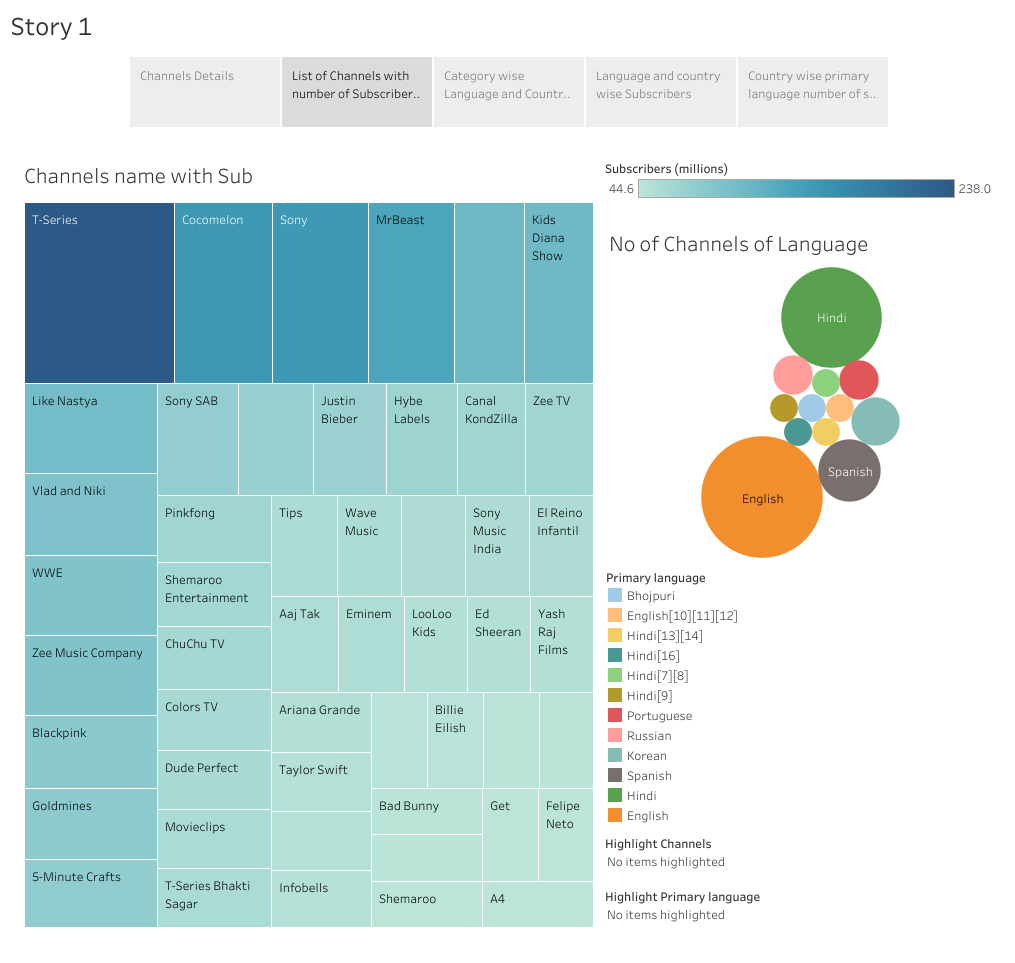 Story 1
Channels Details
List of Channels with
number of Subscriber..
Category wise
Language and Countr..
Language and country
wise Subscribers
Country wise primary
language number of s..
Channels name with Sub
T-Series
Cocomelon
Sony
MrBeast
Kids
Diana
Show
Like Nastya
Vlad and Niki
WWE
Zee Music Company
Blackpink
Goldmines
5-Minute Crafts
Sony SAB
Justin
Bieber
Hybe
Labels
Canal
KondZilla
Zee TV
Pinkfong
Shemaroo
Entertainment
ChuChu TV
Colors TV
Dude Perfect
Movieclips
T-Series Bhakti
Sagar
Tips
Wave
Music
Sony
Music
India
El Reino
Infantil
Aaj Tak
Eminem
LooLoo
Kids
Ed
Sheeran
Yash
Raj
Films
Ariana Grande
Taylor Swift
Infobells
Billie
Eilish
Bad Bunny
Get
Felipe
Neto
Shemaroo
A4
Subscribers (millions)
44.6
238.0
No of Channels of Language
Hindi
Spanish
English
Primary language
Bhojpuri
English[10][11][12]
Hindi[13][14]
Hindi[16]
Hindi[7][8]
Hindi[9]
Portuguese
Russian
Korean
Spanish
Hindi
English
Highlight Channels
No items highlighted
Highlight Primary language
No items highlighted